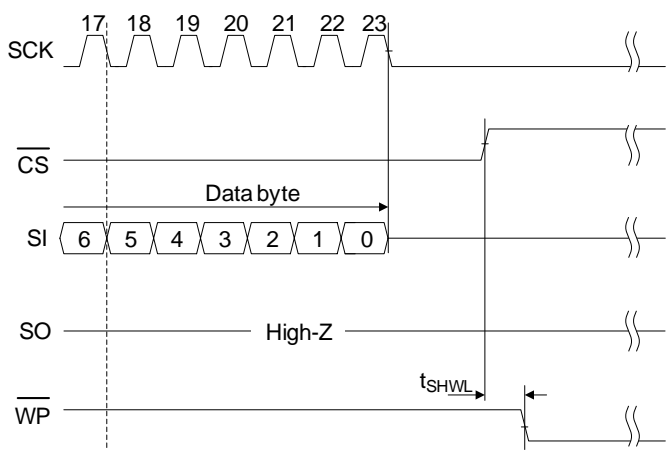 17 18 19 20 21 22 23
SCK
CS
Data byte
SI 6 5 4 3 2 1 0
SO High-Z
tSHWL
WP